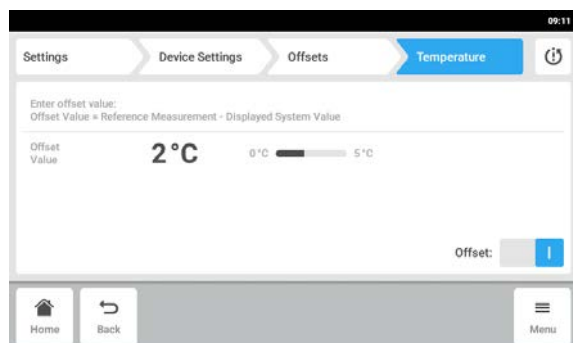 09:11
Settings
Device Settings
Offsets
Temperature
Enter offset value:
Offset Value = Reference Measurement - Displayed System Value
Offset
Value
2°C
0°C
5°C
Offset:
I
Home
Back
Menu